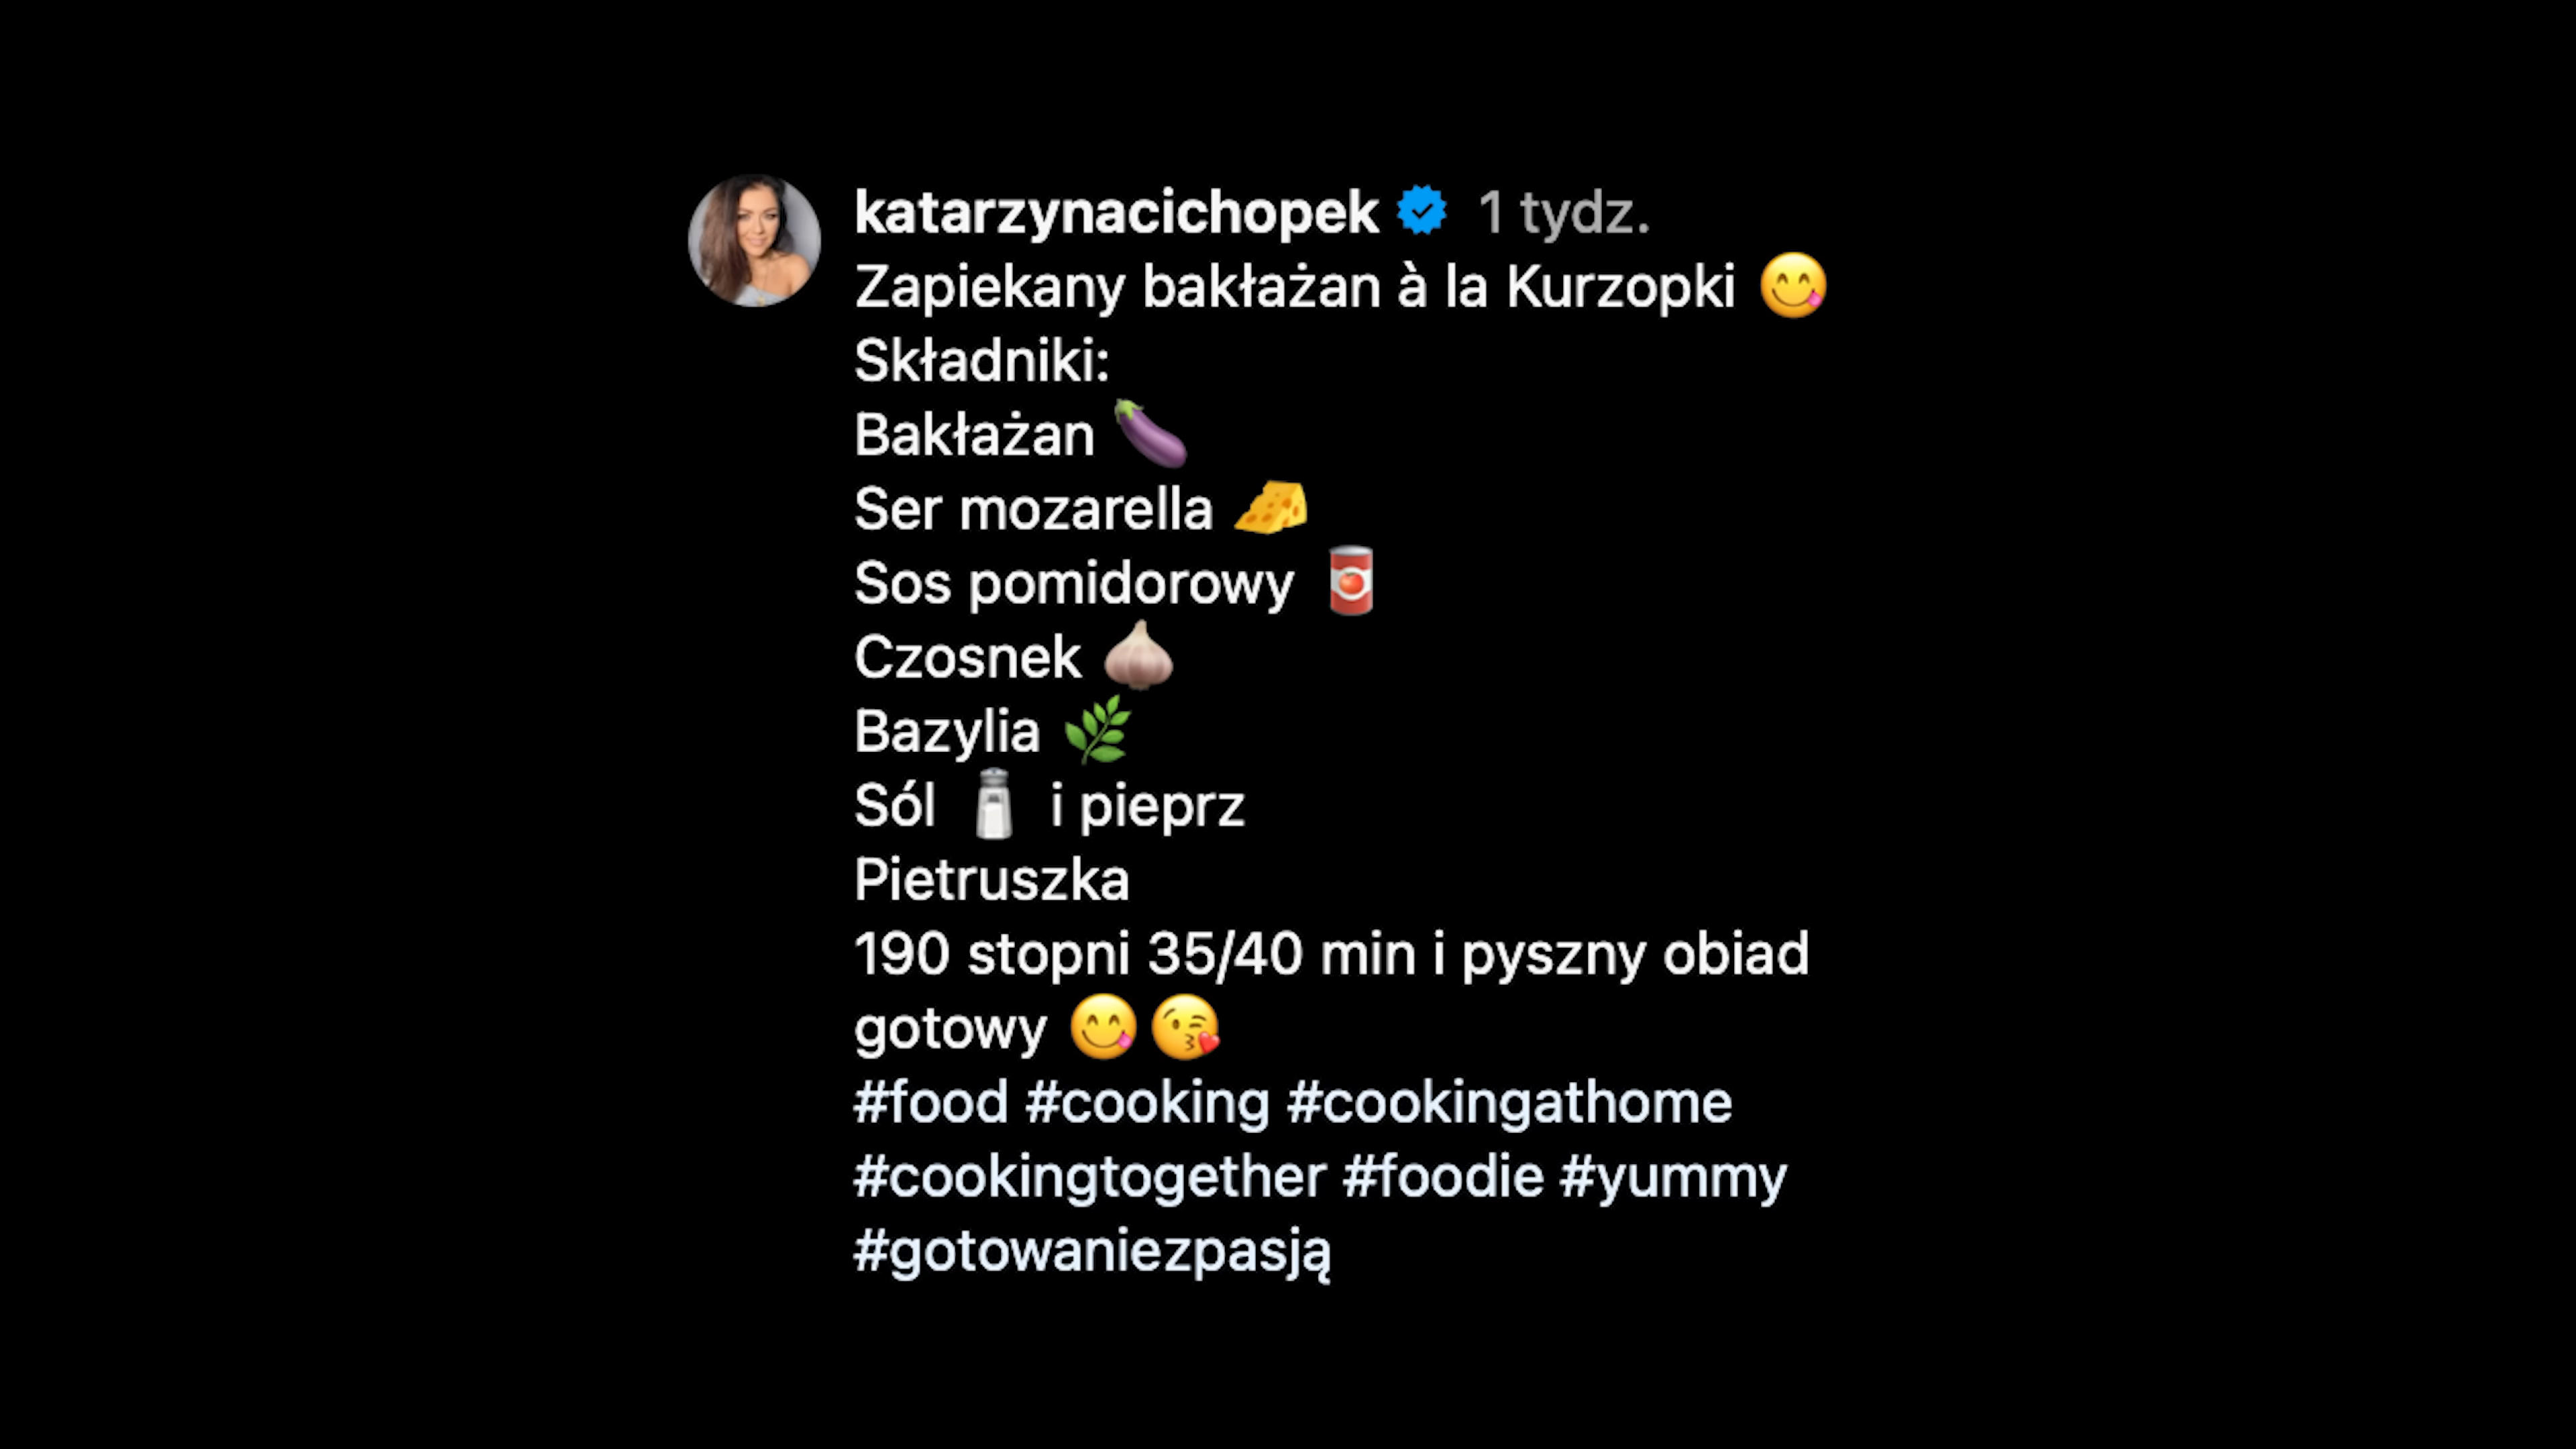 katarzynacichopek 1 tydz.
Zapiekany bakłażan à la Kurzopki 😋
Składniki:
Bakłażan 🍆
Ser mozarella 🧀
Sos pomidorowy 🥫
Czosnek 🧄
Bazylia 🌿
Sól 🧂 i pieprz
Pietruszka
190 stopni 35/40 min i pyszny obiad
gotowy 😋😘
#food #cooking #cookingathome
#cookingtogether #foodie #yummy
#gotowaniezpasją